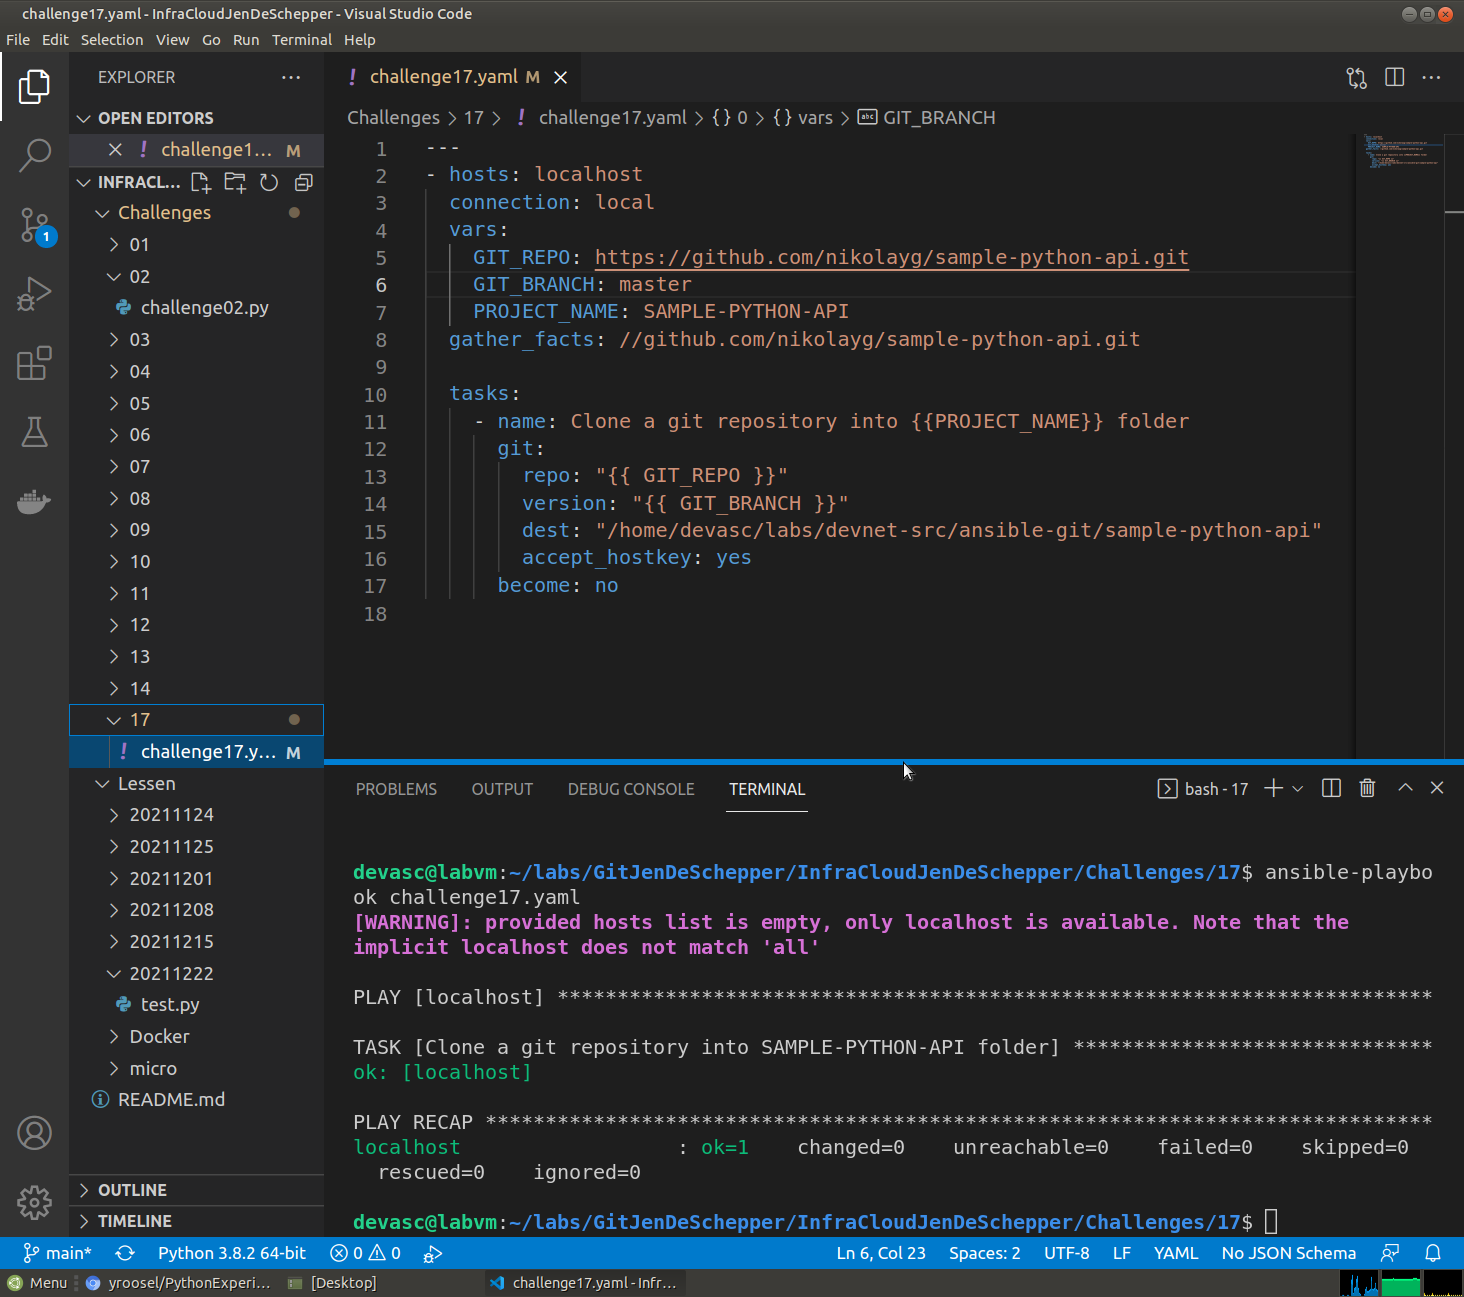 challenge17.yaml - InfraCloudJenDeSchepper - Visual Studio Code
File Edit Selection View Go Run Terminal Help
EXPLORER
OPEN EDITORS
challenge1... M
INFRACL...
Challenges
01
02
challenge02.py
03
04
05
06
07
08
09
10
11
12
13
14
17
challenge17.y... M
Lessen
20211124
20211125
20211201
20211208
20211215
20211222
test.py
Docker
micro
README.md
OUTLINE
TIMELINE
1
! challenge17.yaml M
Challenges > 17 > ! challenge17.yaml > {} 0 > {} vars > abc GIT_BRANCH
1 ---
2 - hosts: localhost
3 connection: local
4 vars:
5 GIT_REPO: https://github.com/nikolayg/sample-python-api.git
6 GIT_BRANCH: master
7 PROJECT_NAME: SAMPLE-PYTHON-API
8 gather_facts: //github.com/nikolayg/sample-python-api.git
9
10 tasks:
11 - name: Clone a git repository into {{PROJECT_NAME}} folder
12 git:
13 repo: "{{ GIT_REPO }}"
14 version: "{{ GIT_BRANCH }}"
15 dest: "/home/devasc/labs/devnet-src/ansible-git/sample-python-api"
16 accept_hostkey: yes
17 become: no
18
PROBLEMS OUTPUT DEBUG CONSOLE TERMINAL
bash - 17
devasc@labvm:~/labs/GitJenDeSchepper/InfraCloudJenDeSchepper/Challenges/17$ ansible-playbo
ok challenge17.yaml
[WARNING]: provided hosts list is empty, only localhost is available. Note that the
implicit localhost does not match 'all'
PLAY [localhost] *************************************************************************
TASK [Clone a git repository into SAMPLE-PYTHON-API folder] ******************************
ok: [localhost]
PLAY RECAP *******************************************************************************
localhost : ok=1 changed=0 unreachable=0 failed=0 skipped=0
rescued=0 ignored=0
devasc@labvm:~/labs/GitJenDeSchepper/InfraCloudJenDeSchepper/Challenges/17$
main* Python 3.8.2 64-bit 0 0 Ln 6, Col 23 Spaces: 2 UTF-8 LF YAML No JSON Schema
Menu yroosel/PythonExperi... [Desktop] challenge17.yaml - Infr...